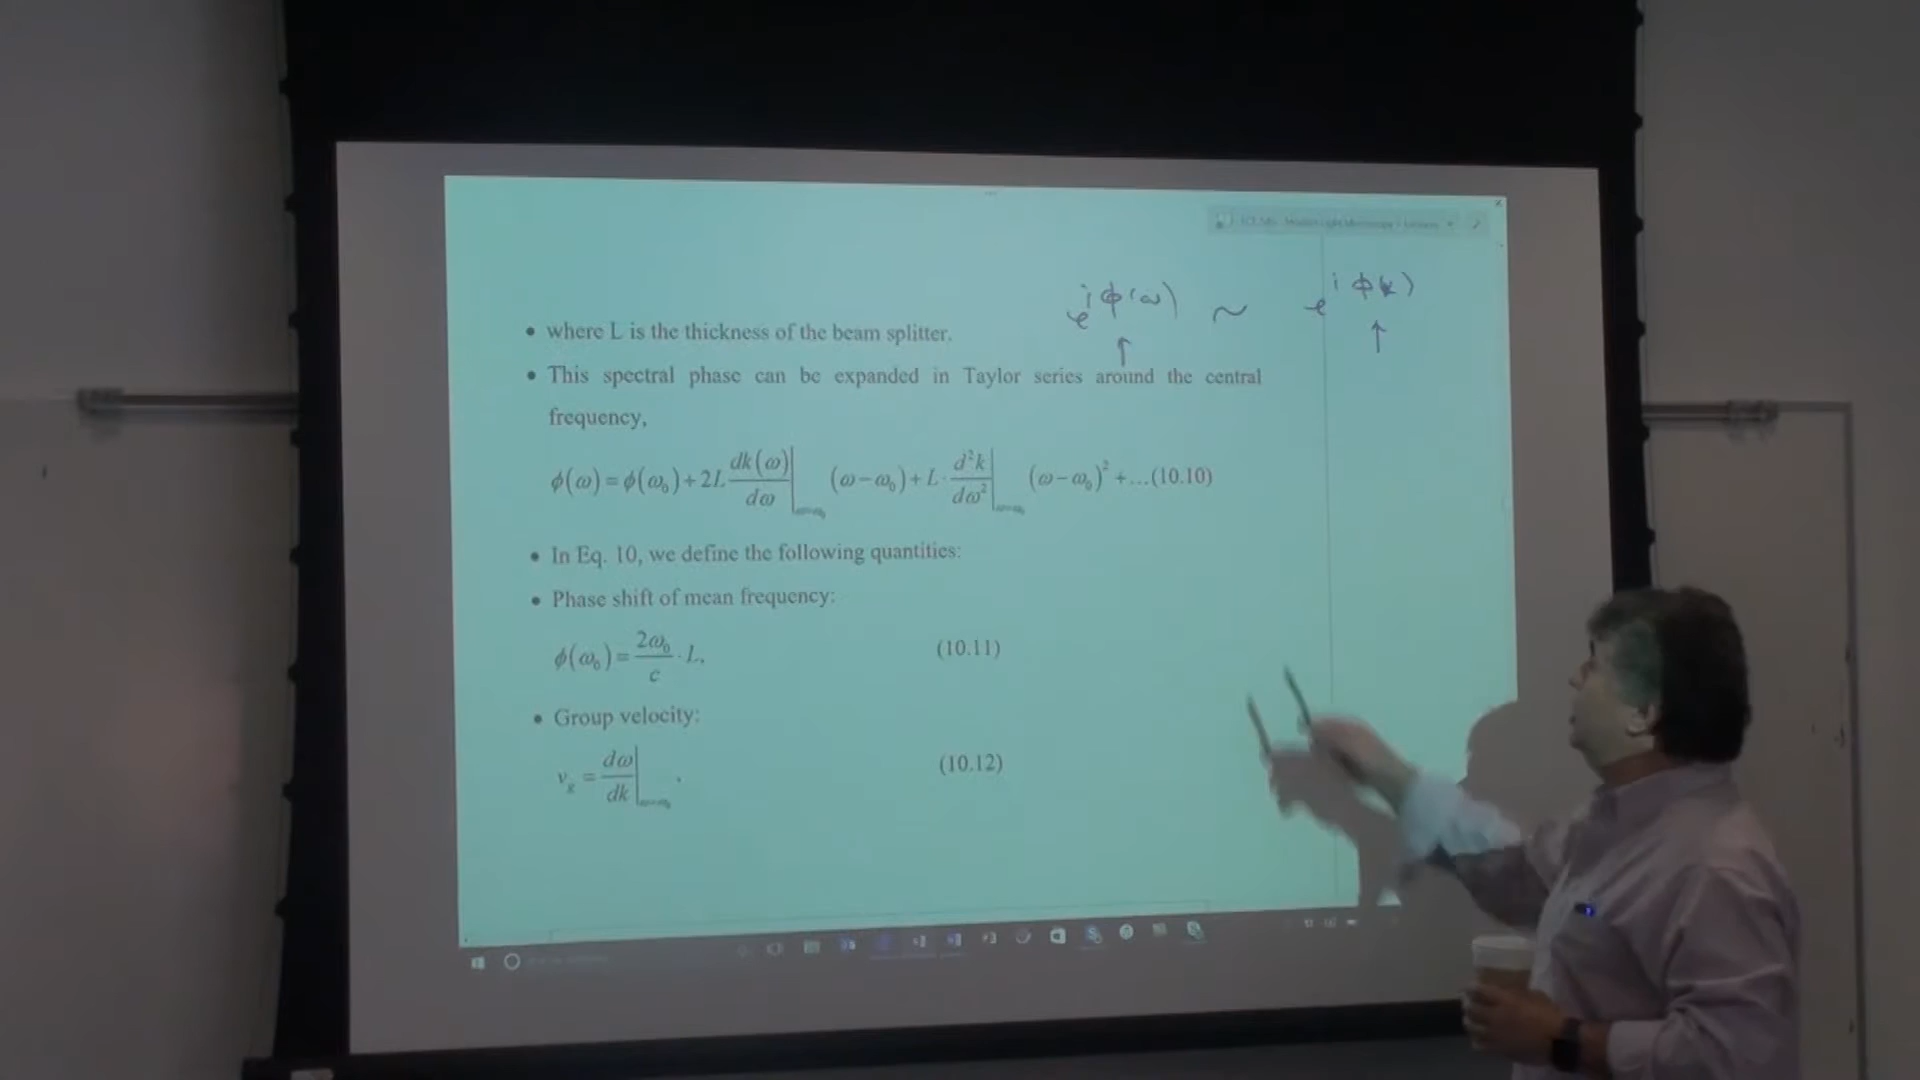 e^{iϕ(ω)} ~ e^{iϕ(k)}
↑ ↑
• where L is the thickness of the beam splitter.
• This spectral phase can be expanded in Taylor series around the central
frequency,
ϕ(ω) = ϕ(ω₀) + 2L dk(ω)/dω |_{ω=ω₀} (ω − ω₀) + L · d²k/dω² |_{ω=ω₀} (ω − ω₀)² + ...(10.10)
• In Eq. 10, we define the following quantities:
• Phase shift of mean frequency:
ϕ(ω₀) = 2ω₀/c · L, (10.11)
• Group velocity:
v_g = dω/dk |_{ω=ω₀} . (10.12)